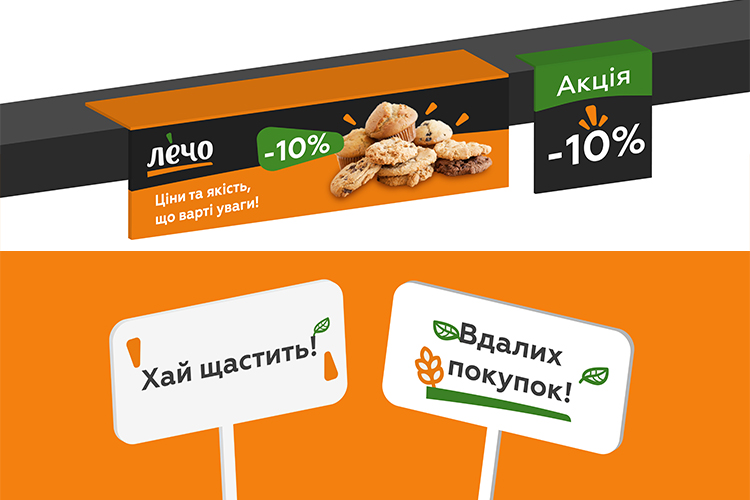 лечо
-10%
Ціни та якість,
що варті уваги!
Акція
-10%
Хай щастить!
Вдалих
покупок!